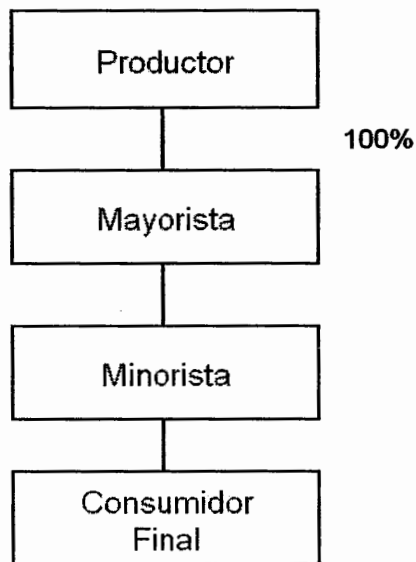 Productor
100%
Mayorista
Minorista
Consumidor
Final